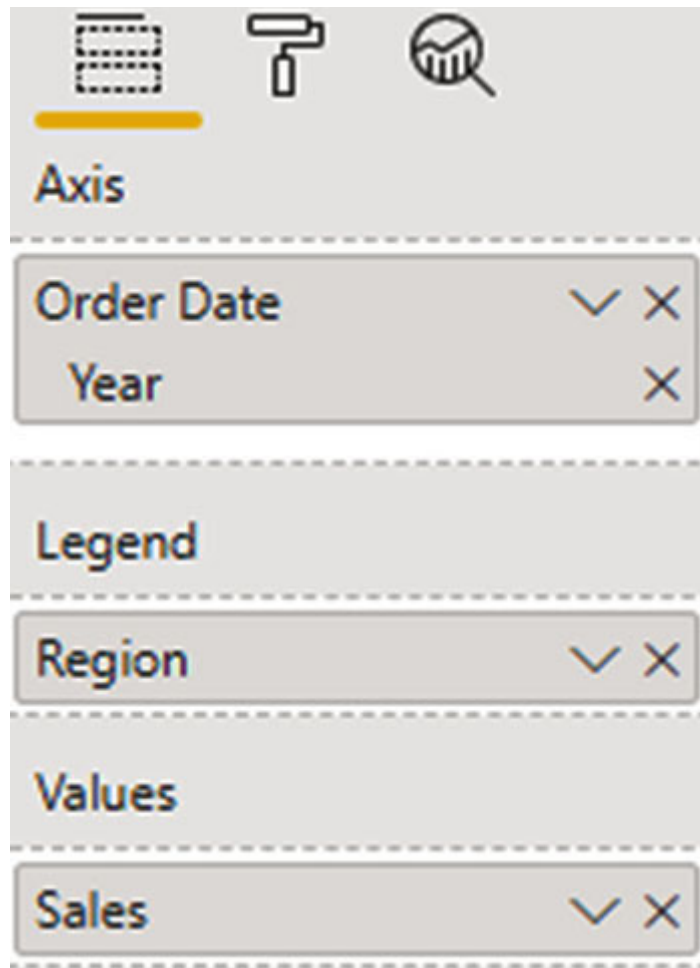 Axis
Order Date
Year
Legend
Region
Values
Sales